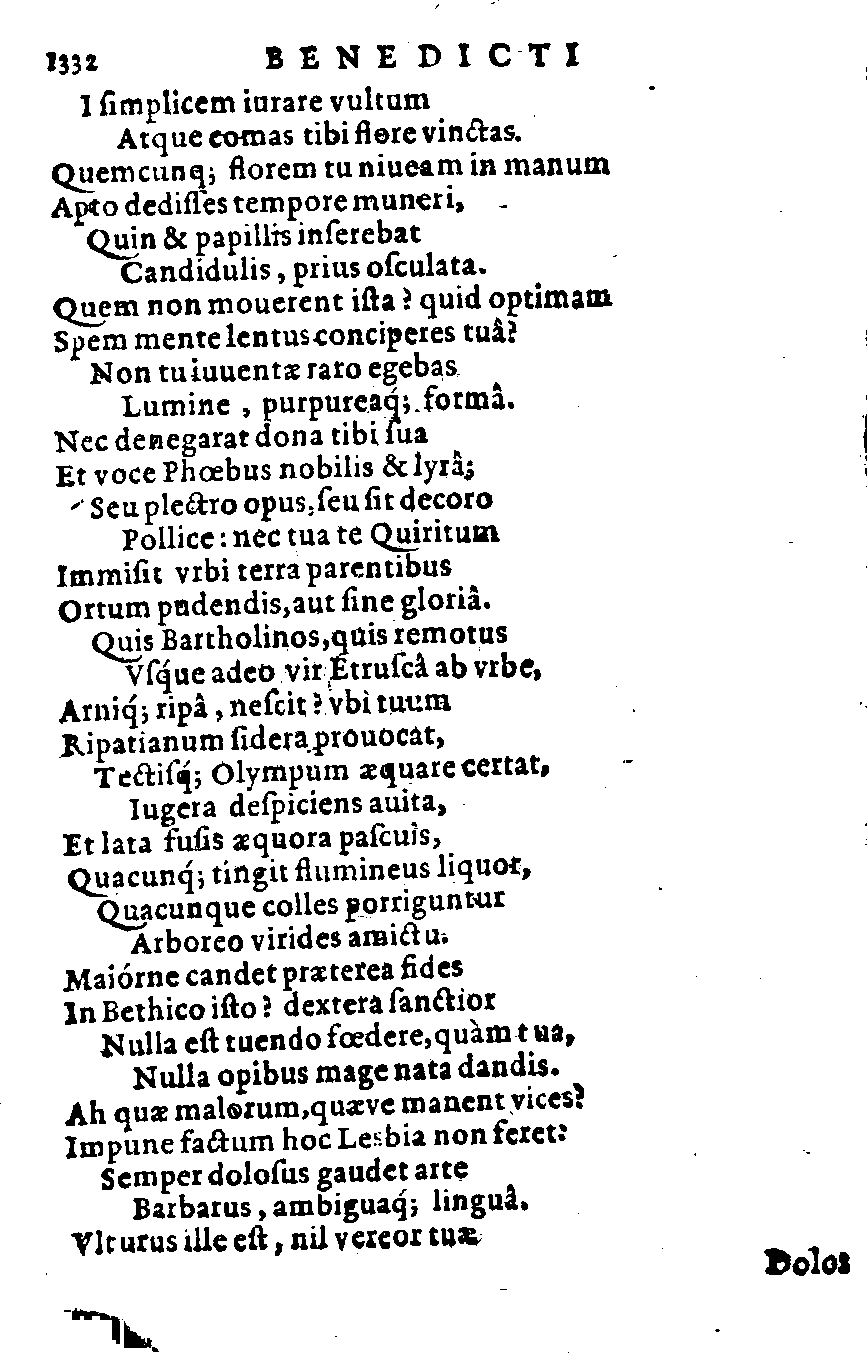 1332 BENEDICTI
I ſimplicem iurare vultum
Atque comas tibi flore vinctas.
Quemcunq; florem tu niueam in manum
Apto dediſſes tempore muneri,
Quin & papillis inſerebat
Candidulis, prius oſculata.
Quem non mouerent iſta? quid optimam
Spem mente lentus conciperes tuâ?
Non tu iuuentæ raro egebas
Lumine, purpureaq́; formâ.
Nec denegarat dona tibi ſua
Et voce Phœbus nobilis & lyrâ;
Seu plectro opus, ſeu ſit decoro
Pollice: nec tua te Quiritum
Immiſit vrbi terra parentibus
Ortum pudendis, aut ſine gloriâ.
Quis Bartholinos, quis remotus
Vſq́ue adeo vir Etruſcâ ab vrbe,
Arniq́; ripâ, neſcit? vbi tuum
Ripatianum ſidera prouocat,
Tectiſq́; Olympum æquare certat,
Iugera deſpiciens auita,
Et lata fuſis æquora paſcuis,
Quacunq́; tingit flumineus liquor,
Quacunque colles porriguntur
Arboreo virides amictu.
Maiórne candet præterea fides
In Bethico iſto? dextera ſanctior
Nulla eſt tuendo fœdere, quàm tua,
Nulla opibus mage nata dandis.
Ah quæ malorum, quæve manent vices?
Impune factum hoc Lesbia non feret:
Semper doloſus gaudet arte
Barbarus, ambiguaq́; linguâ.
Vlturus ille eſt, nil vereor tuæ
Dolos